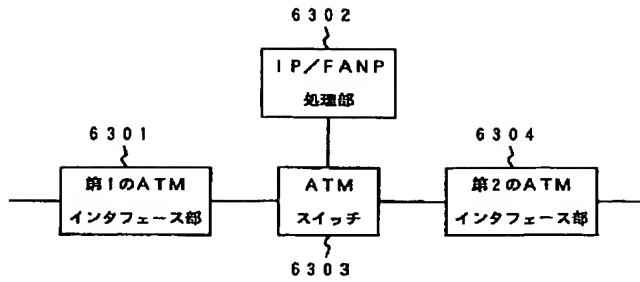 6302
IP/FANP
処理部
6301
6304
第1のATM
インタフェース部
ATM
スイッチ
第2のATM
インタフェース部
6303